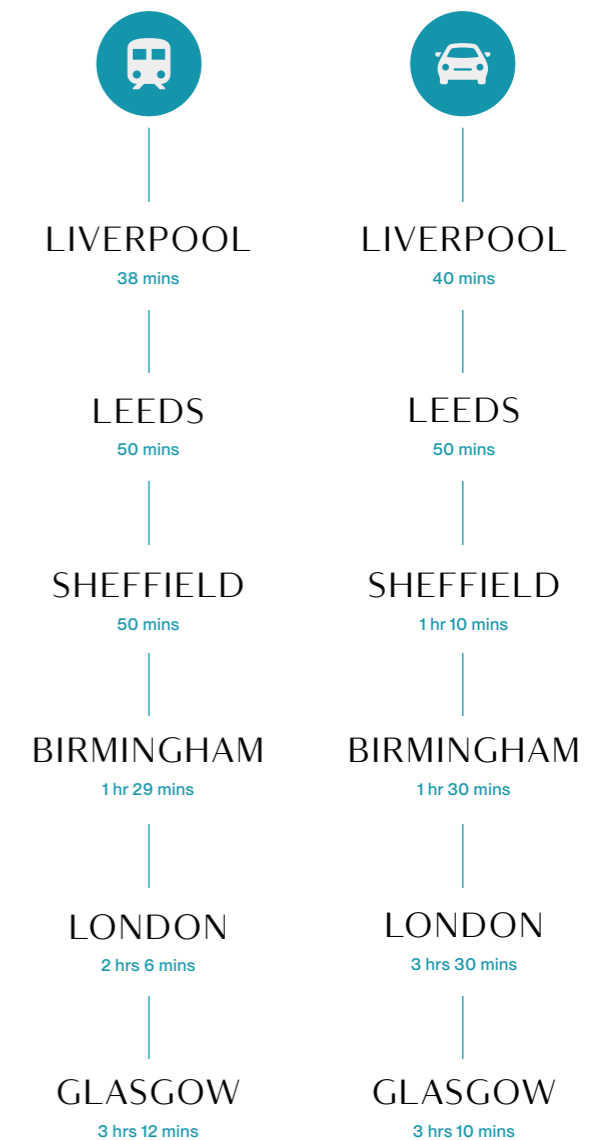 LIVERPOOL
38 mins
LEEDS
50 mins
SHEFFIELD
50 mins
BIRMINGHAM
1 hr 29 mins
LONDON
2 hrs 6 mins
GLASGOW
3 hrs 12 mins
LIVERPOOL
40 mins
LEEDS
50 mins
SHEFFIELD
1 hr 10 mins
BIRMINGHAM
1 hr 30 mins
LONDON
3 hrs 30 mins
GLASGOW
3 hrs 10 mins